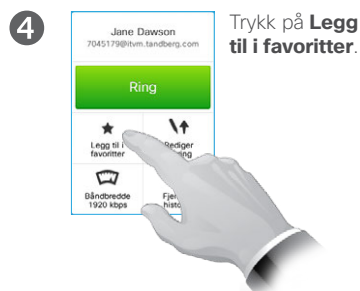 4
Trykk på Legg
til i favoritter.
Jane Dawson
7045179@itvm.tandberg.com
Ring
Legg til i
favoritter
Rediger
Båndbredde
1920 kbps